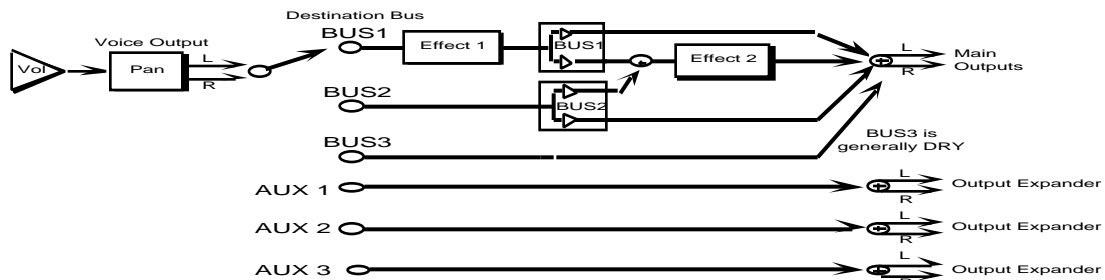 Destination Bus
BUS1
Voice Output
Vol
Pan
L
R
Effect 1
BUS1
Effect 2
L
R
Main
Outputs
BUS2
BUS2
BUS3
BUS3 is
generally DRY
AUX 1
L
R
Output Expander
AUX 2
L
R
Output Expander
AUX 3
L
R
Output Expander